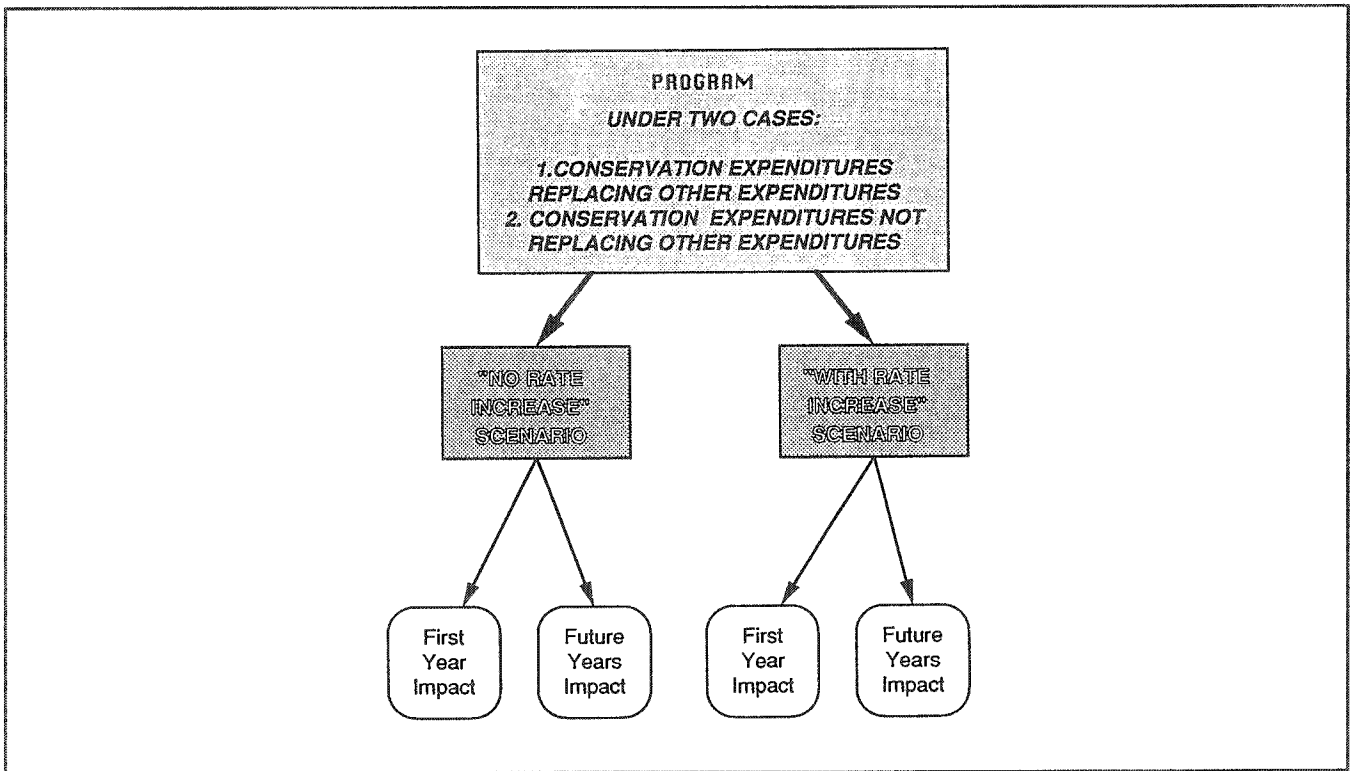 PROGRAM
UNDER TWO CASES:
1.CONSERVATION EXPENDITURES
REPLACING OTHER EXPENDITURES
2. CONSERVATION EXPENDITURES NOT
REPLACING OTHER EXPENDITURES
"NO RATE
INCREASE"
SCENARIO
"WITH RATE
INCREASE"
SCENARIO
First
Year
Impact
Future
Years
Impact
First
Year
Impact
Future
Years
Impact